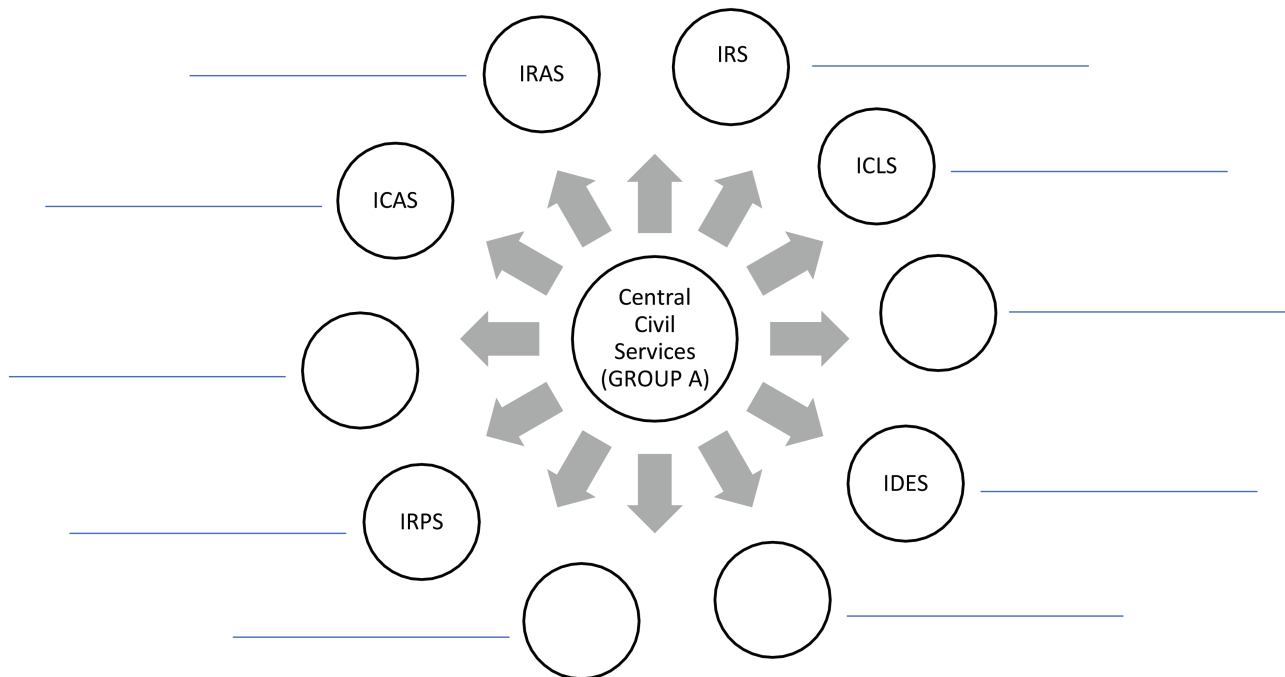 IRAS
IRS
ICLS
ICAS
Central
Civil
Services
(GROUP A)
IDES
IRPS